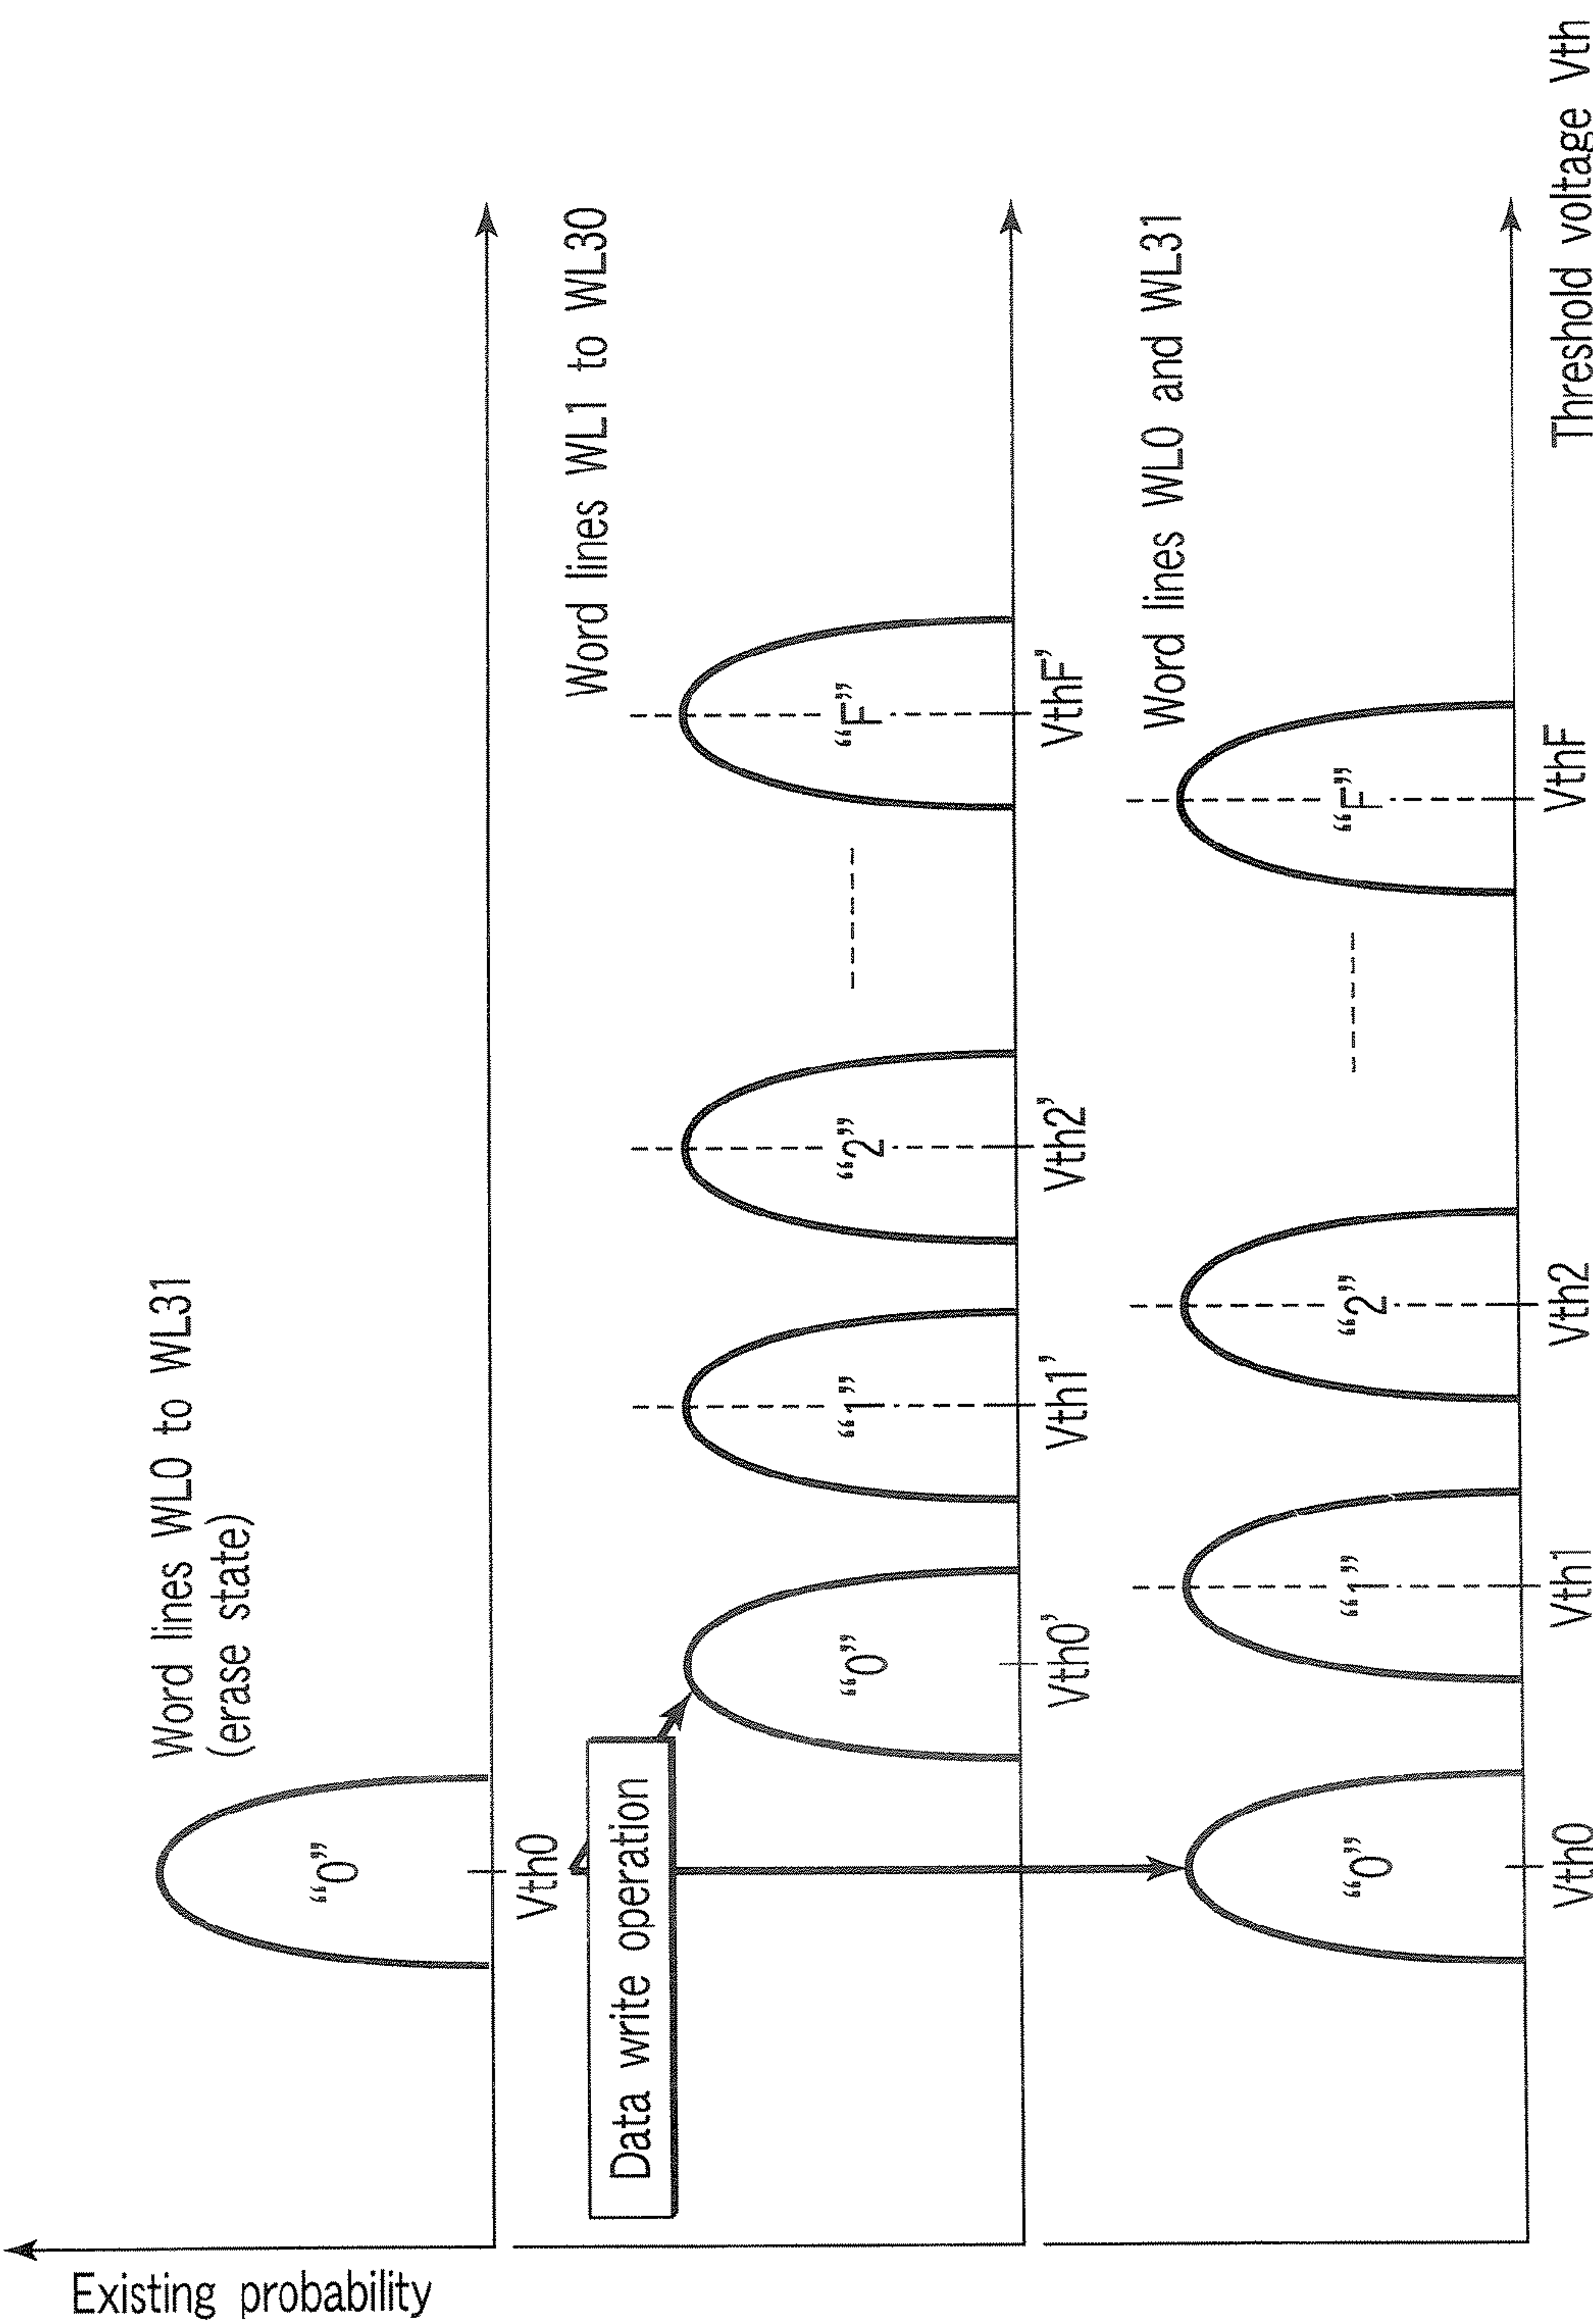 Existing probability
Word lines WL0 to WL31
(erase state)
“0”
Vth0
Data write operation
Word lines WL1 to WL30
“0”
“1”
“2”
“F”
Vth0’
Vth1’
Vth2’
VthF’
Word lines WL0 and WL31
“0”
“1”
“2”
“F”
Vth0
Vth1
Vth2
VthF
Threshold voltage Vth